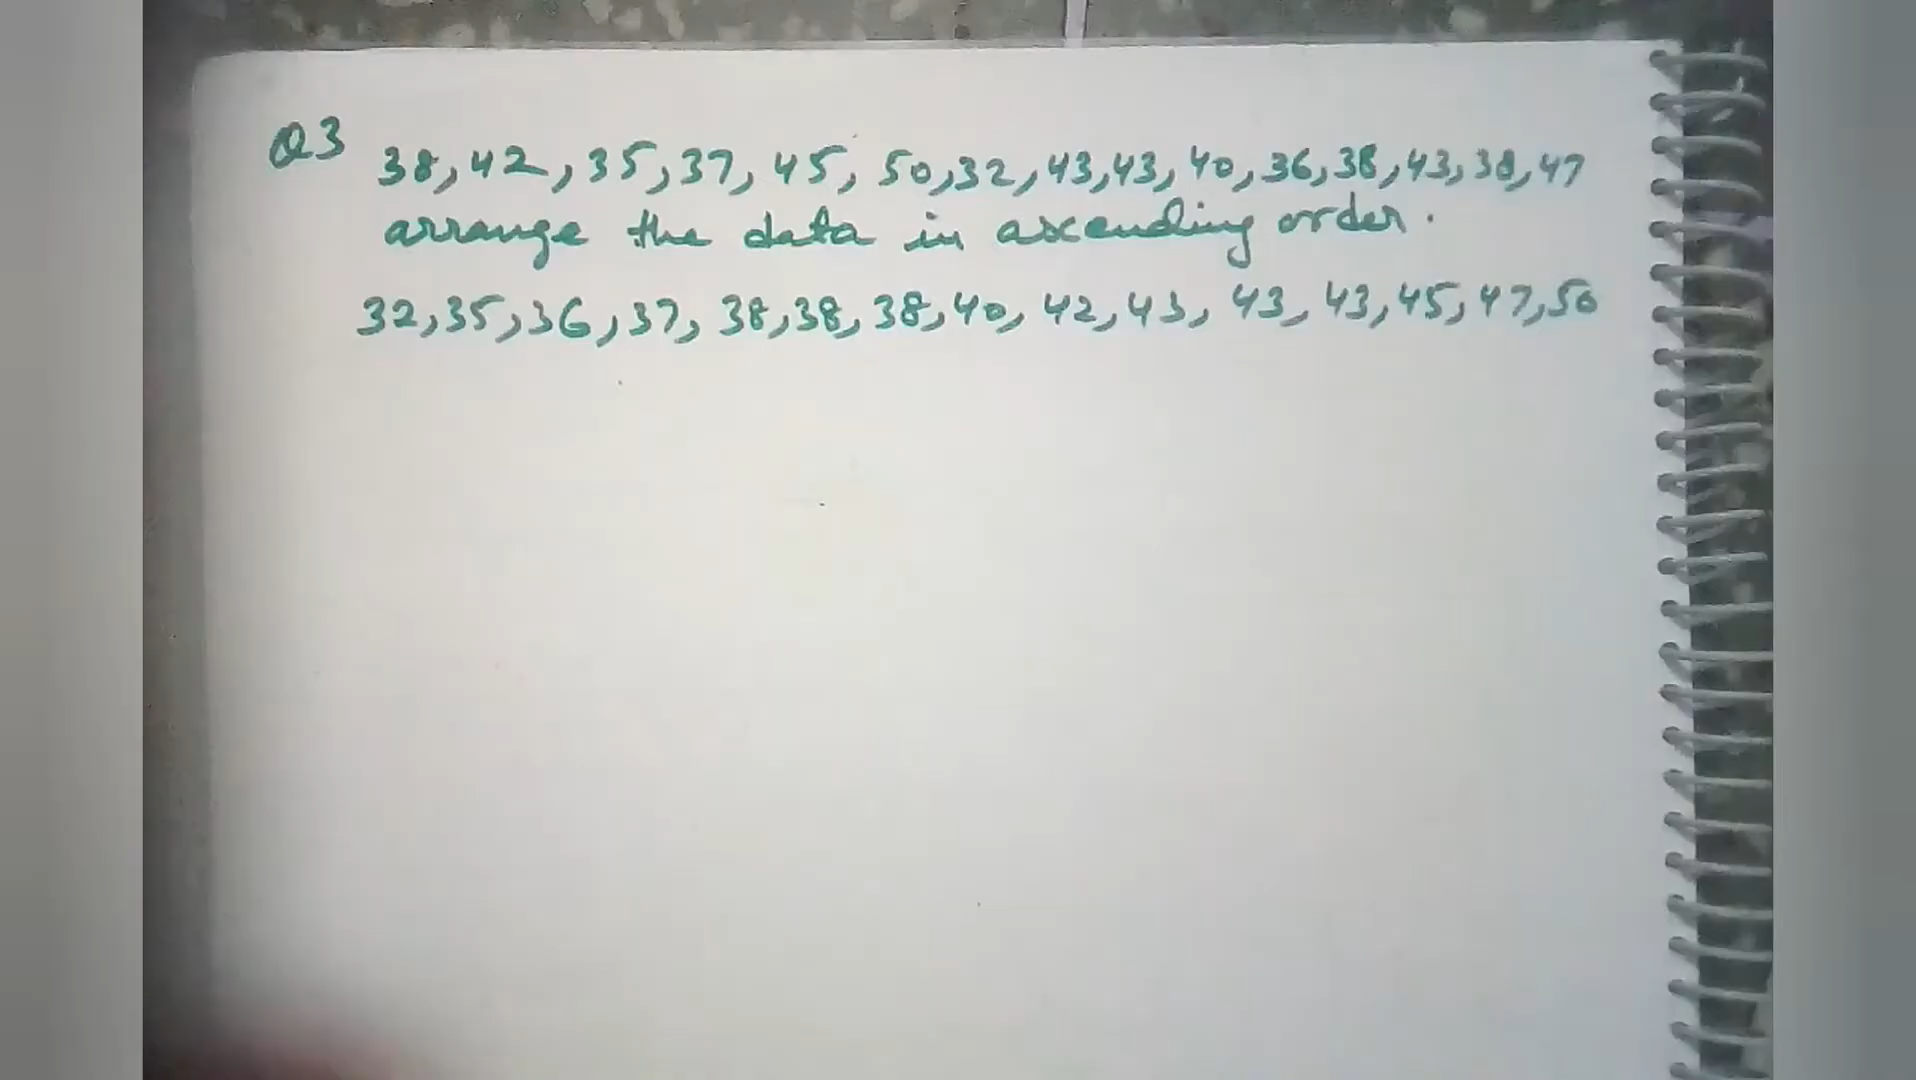 Q3
38, 42, 35, 37, 45, 50, 32, 43, 43, 40, 36, 38, 43, 38, 47
arrange the data in ascending order.
32, 35, 36, 37, 38, 38, 38, 40, 42, 43, 43, 43, 45, 47, 50